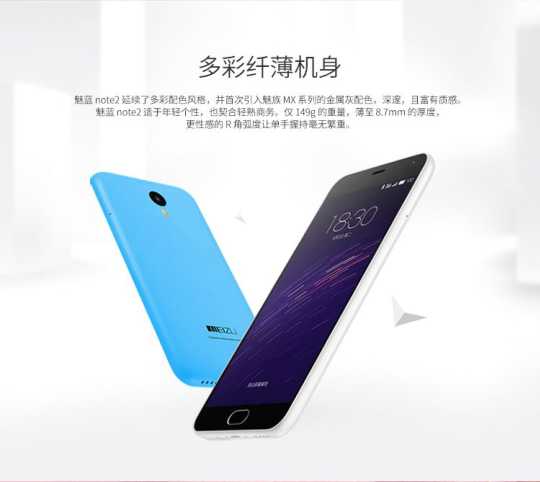 多彩纤薄机身
魅蓝 note2 延续了多彩配色风格，并首次引入魅族 MX 系列的金属灰配色，深邃，且富有质感。
魅蓝 note2 适于年轻个性，也契合轻熟商务。仅 149g 的重量，薄至 8.7mm 的厚度，
更性感的 R 角弧度让单手握持毫无繁重。
18:30
MEIZU